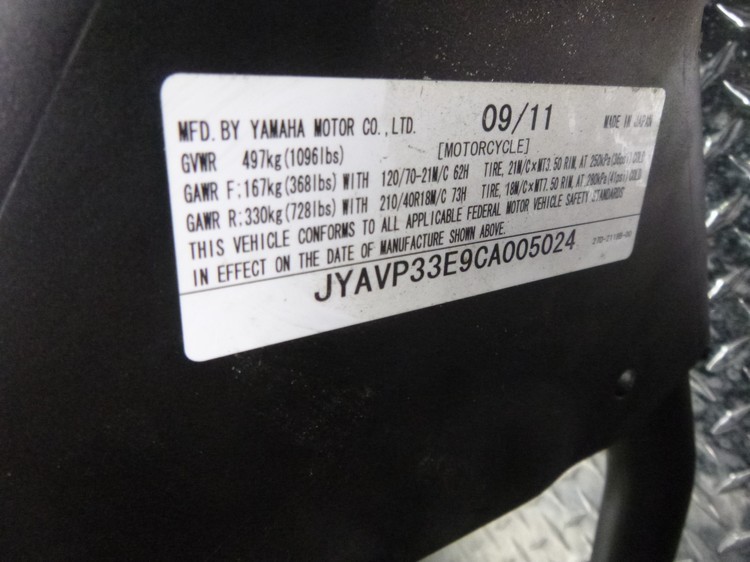 MFD. BY YAMAHA MOTOR CO.,LTD. 09/11 MADE IN JAPAN
GVWR 497kg(1096lbs) [MOTORCYCLE]
GAWR F:167kg(368lbs) WITH 120/70-21M/C 62H TIRE, 21M/C×MT3.50 RIM, AT 250kPa(36psi) COLD
GAWR R:330kg(728lbs) WITH 210/40R18M/C 73H TIRE, 18M/C×MT7.50 RIM, AT 280kPa(41psi) COLD
THIS VEHICLE CONFORMS TO ALL APPLICABLE FEDERAL MOTOR VEHICLE SAFETY STANDARDS
IN EFFECT ON THE DATE OF MANUFACTURE SHOWN ABOVE.
JYAVP33E9CA005024